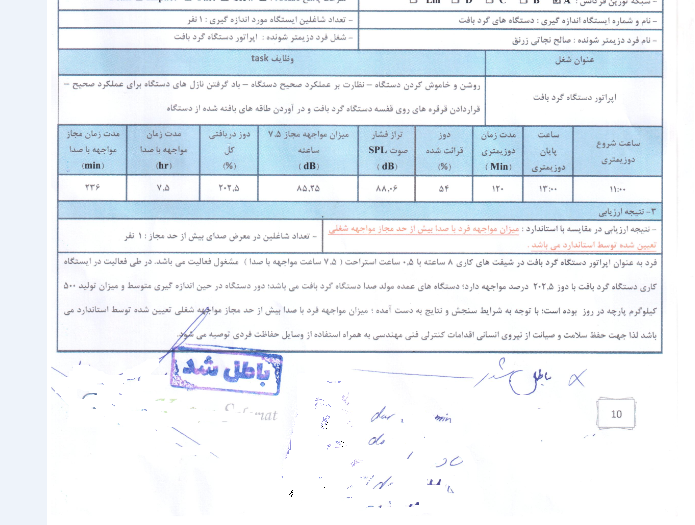 - شبکه توزین فرکانس : A B C D Lin
- نام و شماره ایستگاه اندازه گیری : دستگاه های گرد بافت
- تعداد شاغلین ایستگاه مورد اندازه گیری : ۱ نفر
- نام فرد دزیمتر شونده : صالح نجاتی زرنق
- شغل فرد دزیمتر شونده : اپراتور دستگاه گرد بافت
عنوان شغل
وظایف task
اپراتور دستگاه گرد بافت
روشن و خاموش کردن دستگاه – نظارت بر عملکرد صحیح دستگاه – باد گرفتن نازل های دستگاه برای عملکرد صحیح –
قراردادن قرقره های روی قفسه دستگاه گرد بافت و در آوردن طاقه های بافته شده از دستگاه
ساعت شروع دوزیمتری
ساعت پایان دوزیمتری
مدت زمان دوزیمتری (Min)
دوز قرائت شده (%)
تراز فشار صوت SPL (dB)
میزان مواجهه مجاز ۷.۵ ساعته (dB)
دوز دریافتی کل (%)
مدت زمان مواجهه با صدا (hr)
مدت زمان مجاز مواجهه با صدا (min)
۱۱:۰۰ ۱۳:۰۰ ۱۲۰ ۵۴ ۸۸.۰۶ ۸۵.۲۵ ۲۰۲.۵ ۷.۵ ۲۳۶
۳- نتیجه ارزیابی
- نتیجه ارزیابی در مقایسه با استاندارد : میزان مواجهه فرد با صدا بیش از حد مجاز مواجهه شغلی
تعیین شده توسط استاندارد می باشد .
- تعداد شاغلین در معرض صدای بیش از حد مجاز : ۱ نفر
فرد به عنوان اپراتور دستگاه گرد بافت در شیفت های کاری ۸ ساعته با ۰.۵ ساعت استراحت ( ۷.۵ ساعت مواجهه با صدا ) مشغول فعالیت می باشد. در طی فعالیت در ایستگاه
کاری دستگاه گرد بافت با دوز ۲۰۲.۵ درصد مواجهه دارد؛ دستگاه های عمده مولد صدا دستگاه گرد بافت می باشد؛ دور دستگاه در حین اندازه گیری متوسط و میزان تولید ۵۰۰
کیلوگرم پارچه در روز بوده است؛ با توجه به شرایط سنجش و نتایج به دست آمده ؛ میزان مواجهه فرد با صدا بیش از حد مجاز مواجهه شغلی تعیین شده توسط استاندارد می
باشد لذا جهت حفظ سلامت و صیانت از نیروی انسانی اقدامات کنترلی فنی مهندسی به همراه استفاده از وسایل حفاظت فردی توصیه می شود.
باطل شد
باطل شد
10
min